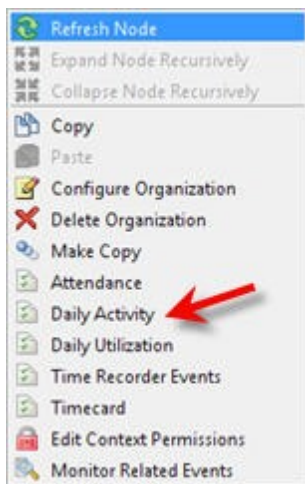 Refresh Node
Expand Node Recursively
Collapse Node Recursively
Copy
Paste
Configure Organization
Delete Organization
Make Copy
Attendance
Daily Activity
Daily Utilization
Time Recorder Events
Timecard
Edit Context Permissions
Monitor Related Events